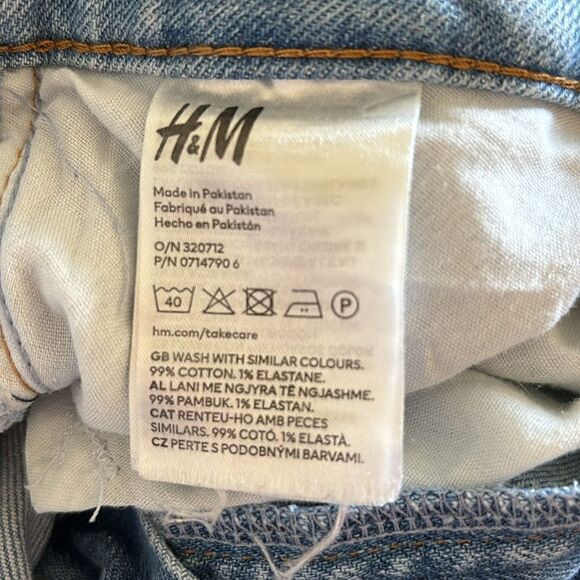 H&M
Made in Pakistan
Fabriqué au Pakistan
Hecho en Pakistán
O/N 320712
P/N 0714790 6
40 P
hm.com/takecare
GB WASH WITH SIMILAR COLOURS.
99% COTTON. 1% ELASTANE.
AL LANI ME NGJYRA TË NGJASHME.
99% PAMBUK. 1% ELASTAN.
CAT RENTEU-HO AMB PECES
SIMILARS. 99% COTÓ. 1% ELASTÀ.
CZ PERTE S PODOBNÝMI BARVAMI.